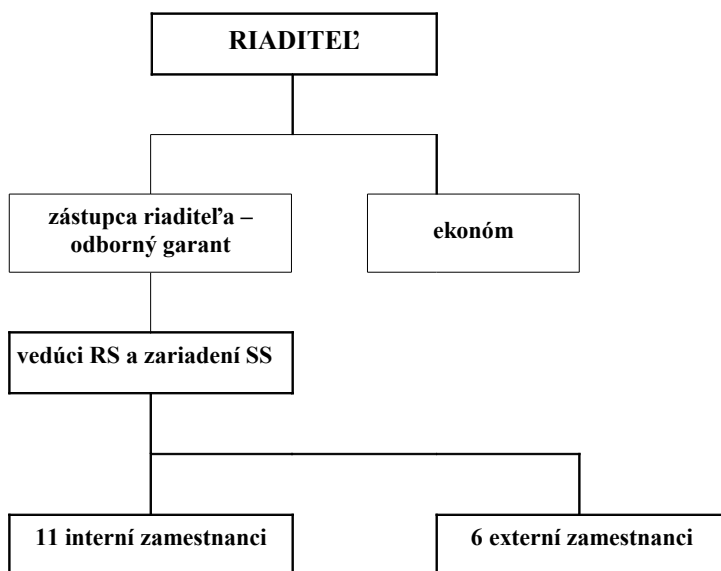 RIADITEĽ
zástupca riaditeľa –
odborný garant
ekonóm
vedúci RS a zariadení SS
11 interní zamestnanci
6 externí zamestnanci